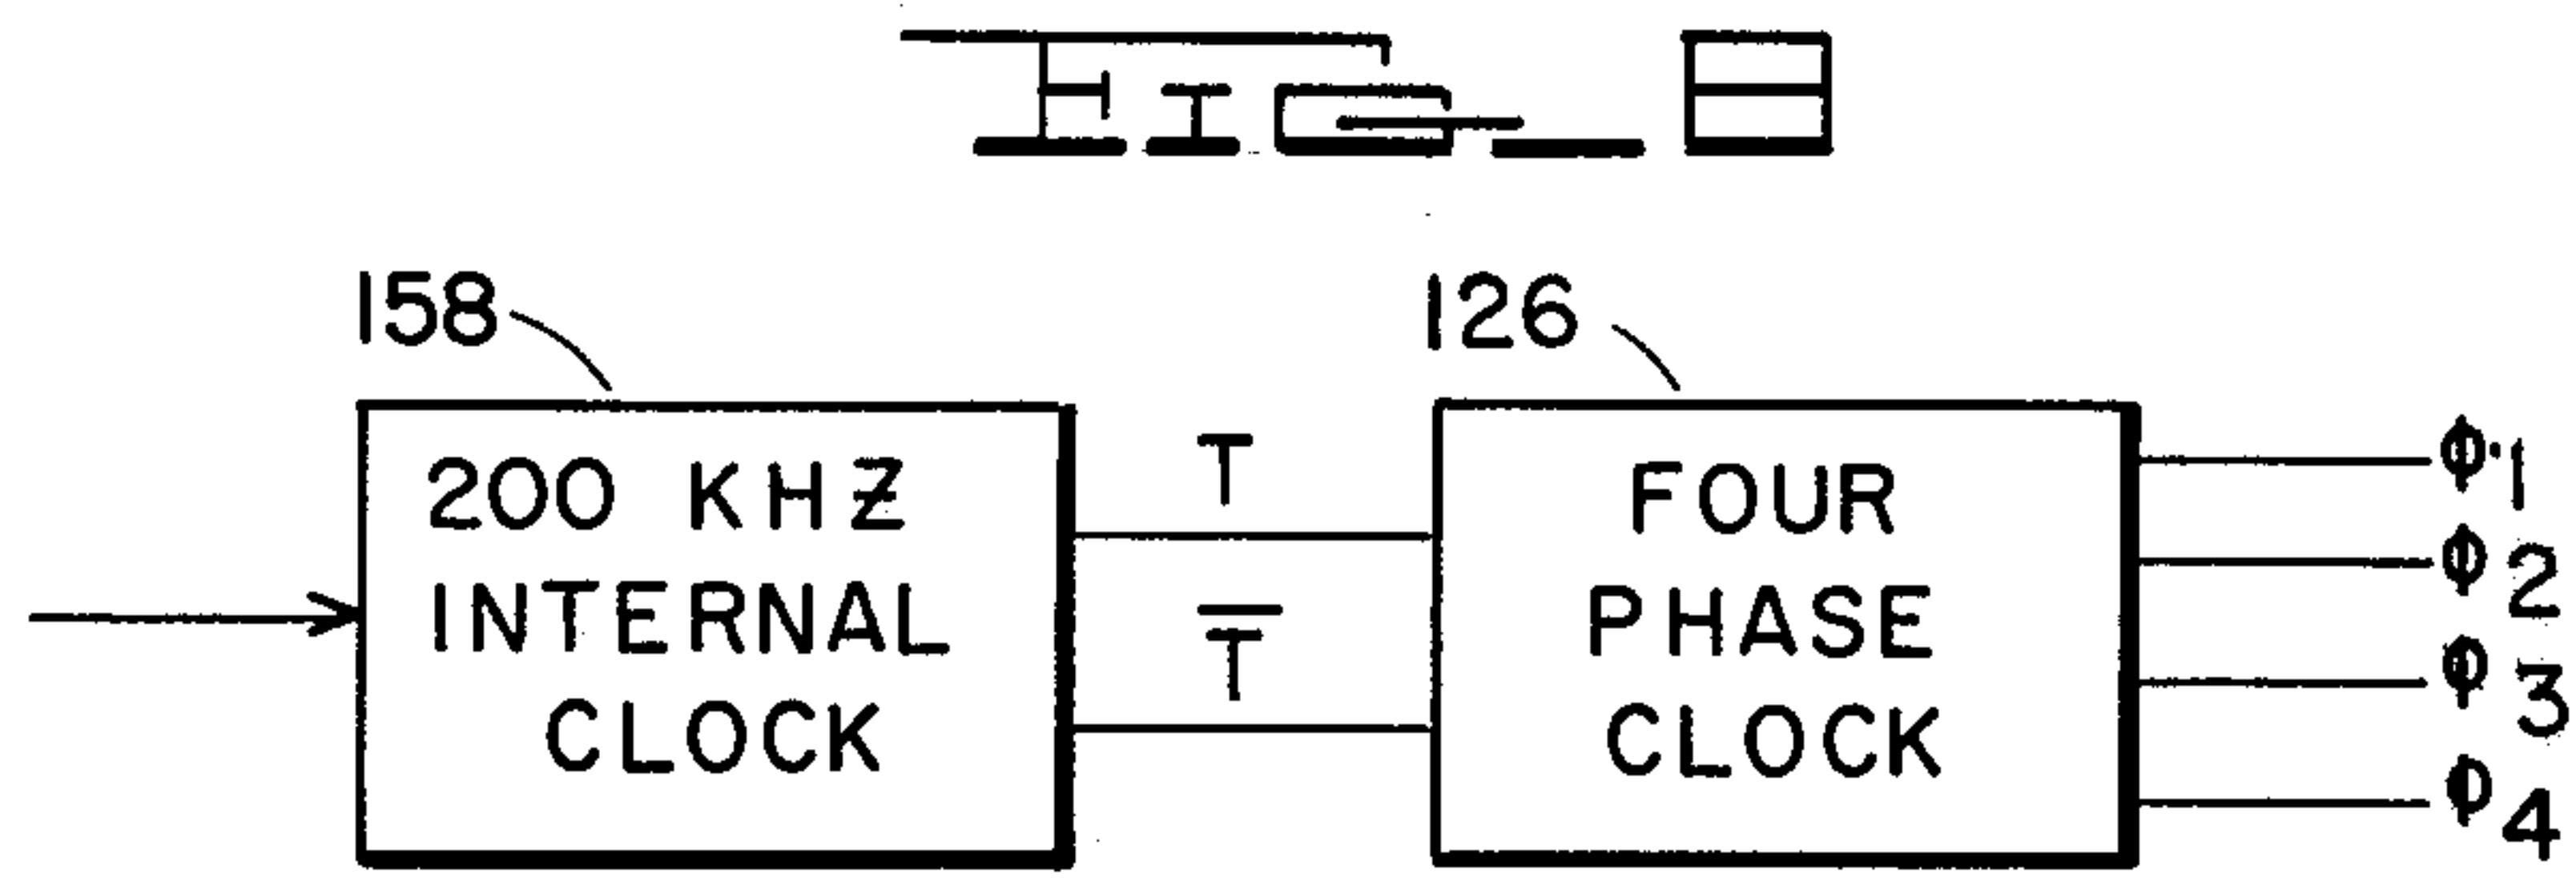 FIG_8
158
126
200 KHZ
INTERNAL
CLOCK
T
T̅
FOUR
PHASE
CLOCK
ϕ1
ϕ2
ϕ3
ϕ4